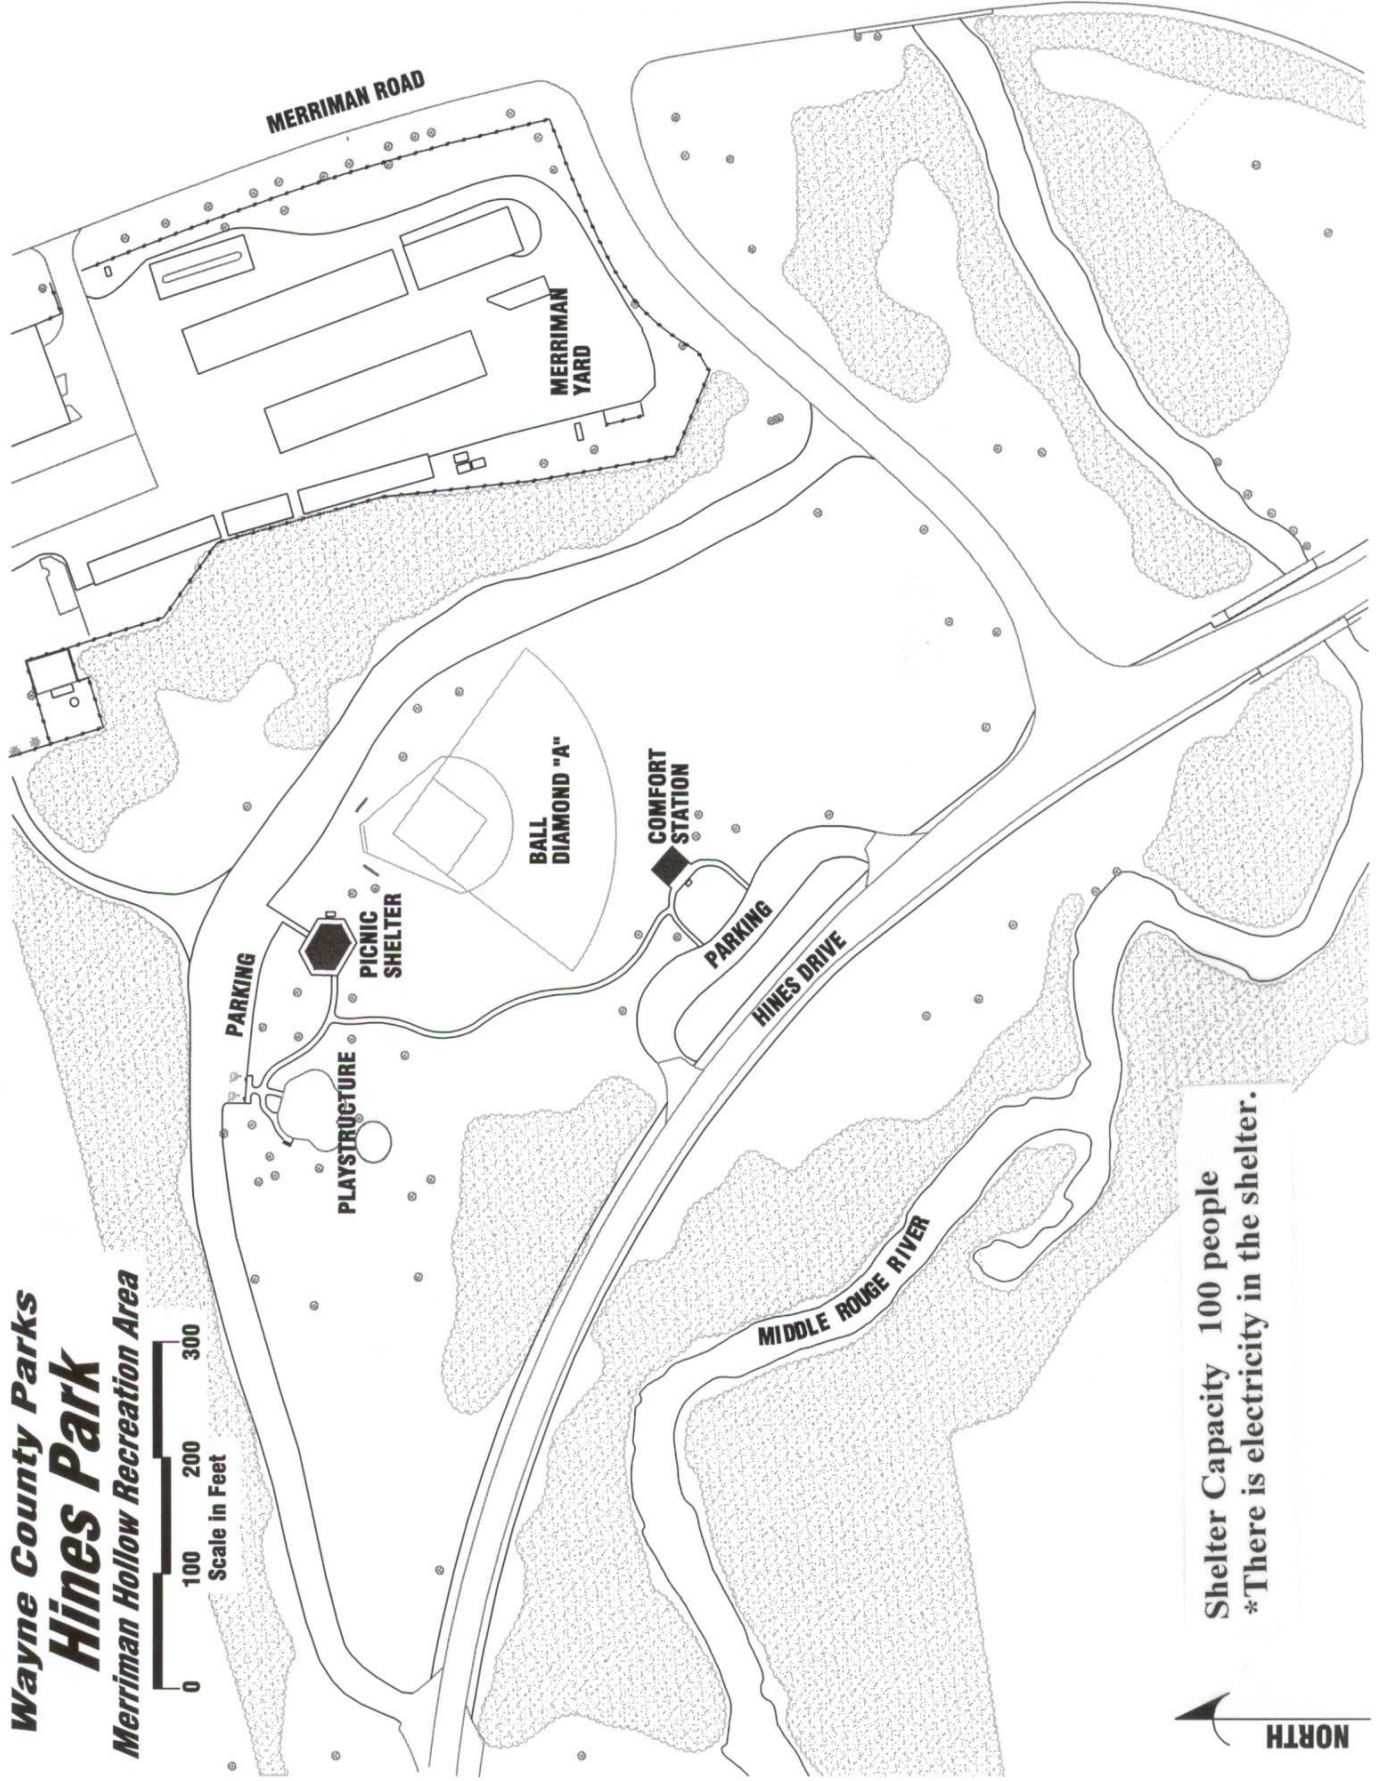 Wayne County Parks
Hines Park
Merriman Hollow Recreation Area
0 100 200 300
Scale in Feet
MERRIMAN ROAD
MERRIMAN
YARD
PARKING
PICNIC
SHELTER
PLAYSTRUCTURE
BALL
DIAMOND "A"
COMFORT
STATION
PARKING
HINES DRIVE
MIDDLE ROUGE RIVER
Shelter Capacity 100 people
*There is electricity in the shelter.
NORTH